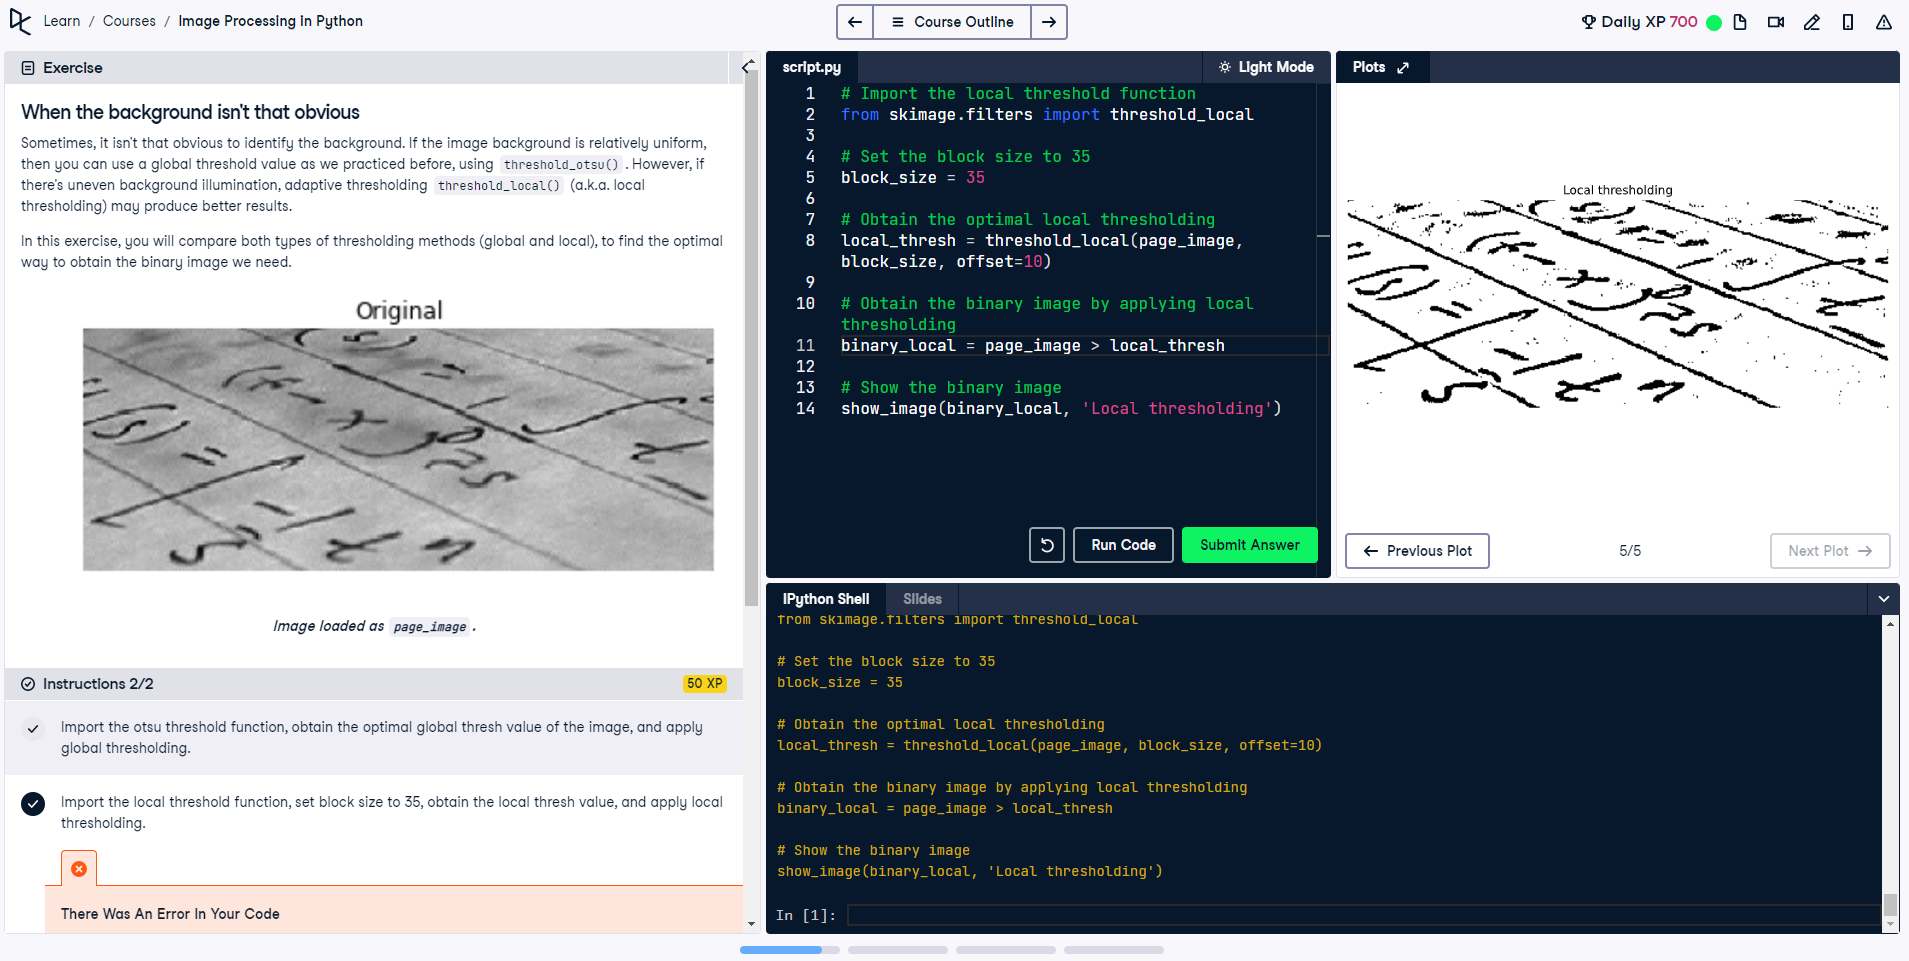 Learn / Courses / Image Processing in Python
Course Outline
Daily XP 700
Exercise
When the background isn't that obvious
Sometimes, it isn't that obvious to identify the background. If the image background is relatively uniform,
then you can use a global threshold value as we practiced before, using threshold_otsu() . However, if
there's uneven background illumination, adaptive thresholding threshold_local() (a.k.a. local
thresholding) may produce better results.
In this exercise, you will compare both types of thresholding methods (global and local), to find the optimal
way to obtain the binary image we need.
Original
Image loaded as page_image .
Instructions 2/2
50 XP
Import the otsu threshold function, obtain the optimal global thresh value of the image, and apply
global thresholding.
Import the local threshold function, set block size to 35, obtain the local thresh value, and apply local
thresholding.
There Was An Error In Your Code
script.py
Light Mode
1 # Import the local threshold function
2 from skimage.filters import threshold_local
3
4 # Set the block size to 35
5 block_size = 35
6
7 # Obtain the optimal local thresholding
8 local_thresh = threshold_local(page_image,
block_size, offset=10)
9
10 # Obtain the binary image by applying local
thresholding
11 binary_local = page_image > local_thresh
12
13 # Show the binary image
14 show_image(binary_local, 'Local thresholding')
Run Code
Submit Answer
Plots
Local thresholding
Previous Plot
5/5
Next Plot
IPython Shell
Slides
from skimage.filters import threshold_local
# Set the block size to 35
block_size = 35
# Obtain the optimal local thresholding
local_thresh = threshold_local(page_image, block_size, offset=10)
# Obtain the binary image by applying local thresholding
binary_local = page_image > local_thresh
# Show the binary image
show_image(binary_local, 'Local thresholding')
In [1]: